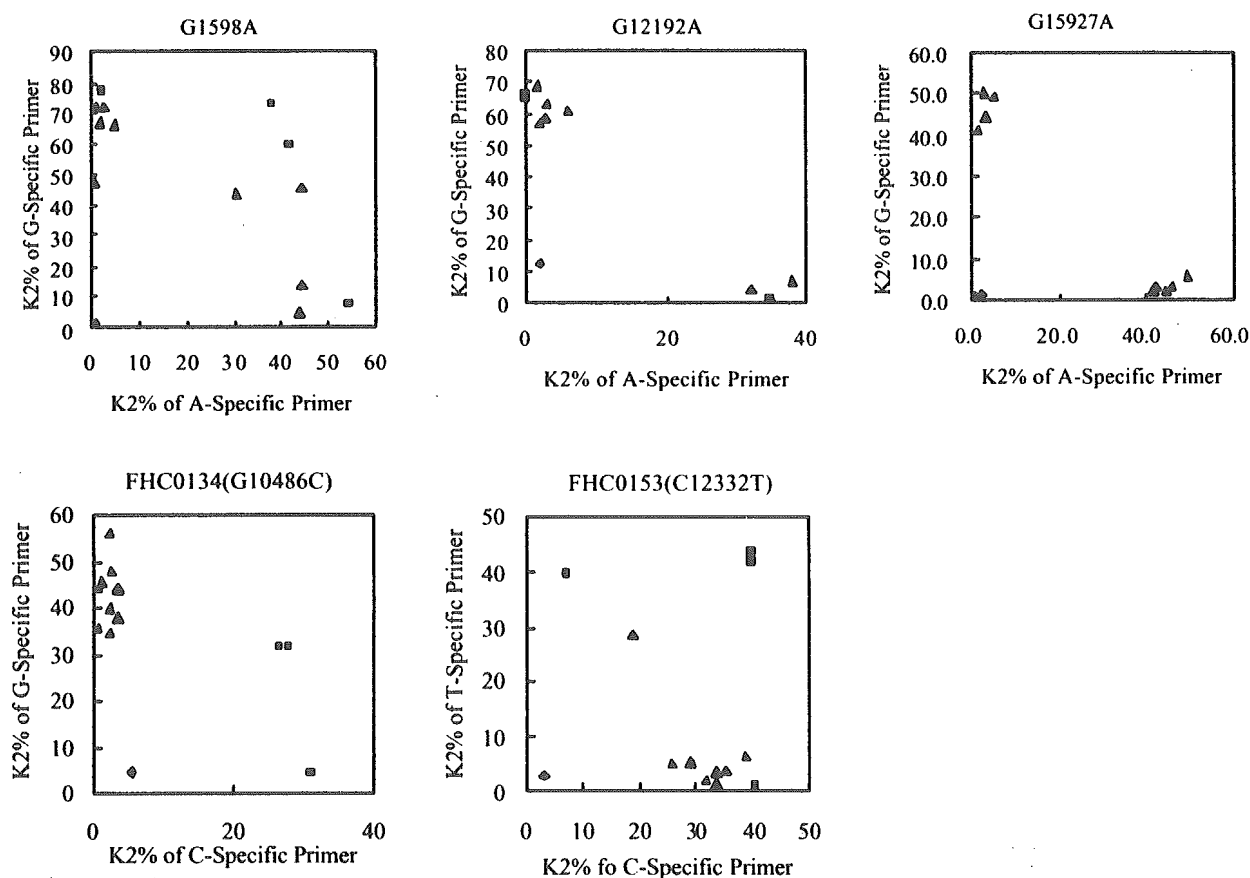 G1598A
K2% of G-Specific Primer
90
80
70
60
50
40
30
20
10
0
0 10 20 30 40 50 60
K2% of A-Specific Primer
G12192A
K2% of G-Specific Primer
80
70
60
50
40
30
20
10
0
0 20 40
K2% of A-Specific Primer
G15927A
K2% of G-Specific Primer
60.0
50.0
40.0
30.0
20.0
10.0
0.0
0.0 20.0 40.0 60.0
K2% of A-Specific Primer
FHC0134(G10486C)
K2% of G-Specific Primer
60
50
40
30
20
10
0
0 20 40
K2% of C-Specific Primer
FHC0153(C12332T)
K2% of T-Specific Primer
50
40
30
20
10
0
0 10 20 30 40 50
K2% fo C-Specific Primer